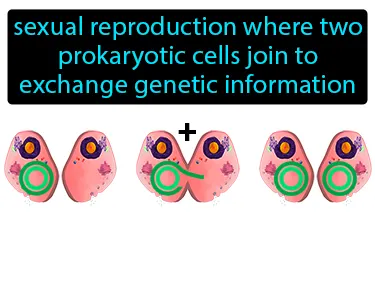 sexual reproduction where two
prokaryotic cells join to
exchange genetic information
+